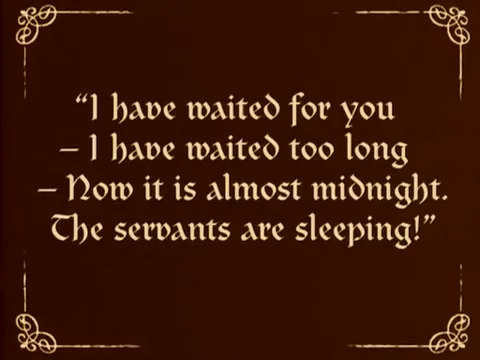 “I have waited for you
– I have waited too long
– Now it is almost midnight.
The servants are sleeping!”